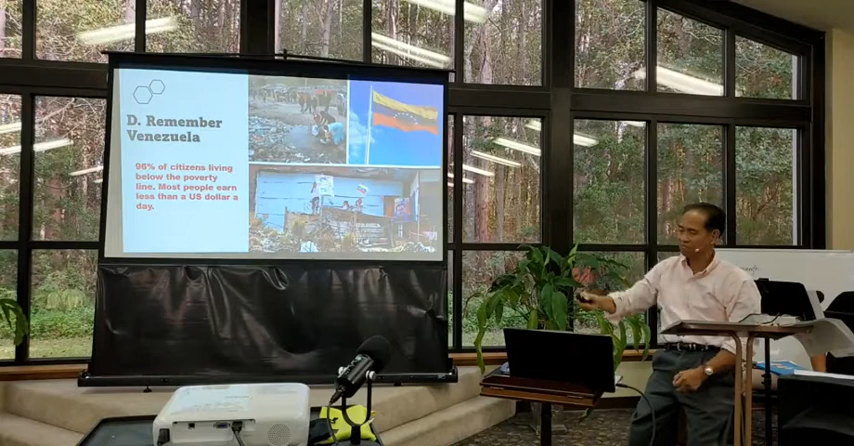 D. Remember
Venezuela
96% of citizens living
below the poverty
line. Most people earn
less than a US dollar a
day.